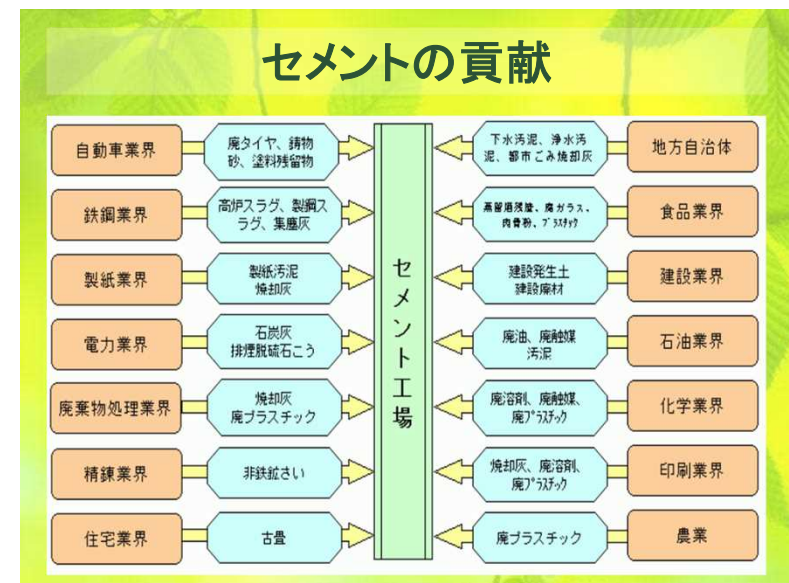 セメントの貢献
自動車業界
廃タイヤ、鋳物
砂、塗料残留物
鉄鋼業界
高炉スラグ、製鋼ス
ラグ、集塵灰
製紙業界
製紙汚泥
焼却灰
電力業界
石炭灰
排煙脱硫石こう
廃棄物処理業界
焼却灰
廃プラスチック
精錬業界
非鉄鉱さい
住宅業界
古畳
セメント工場
下水汚泥、浄水汚
泥、都市ごみ焼却灰
地方自治体
蒸留酒残渣、廃ガラス、
肉骨粉、プラスチック
食品業界
建設発生土
建設廃材
建設業界
廃油、廃触媒
汚泥
石油業界
廃溶剤、廃触媒、
廃プラスチック
化学業界
焼却灰、廃溶剤、
廃プラスチック
印刷業界
廃プラスチック
農業